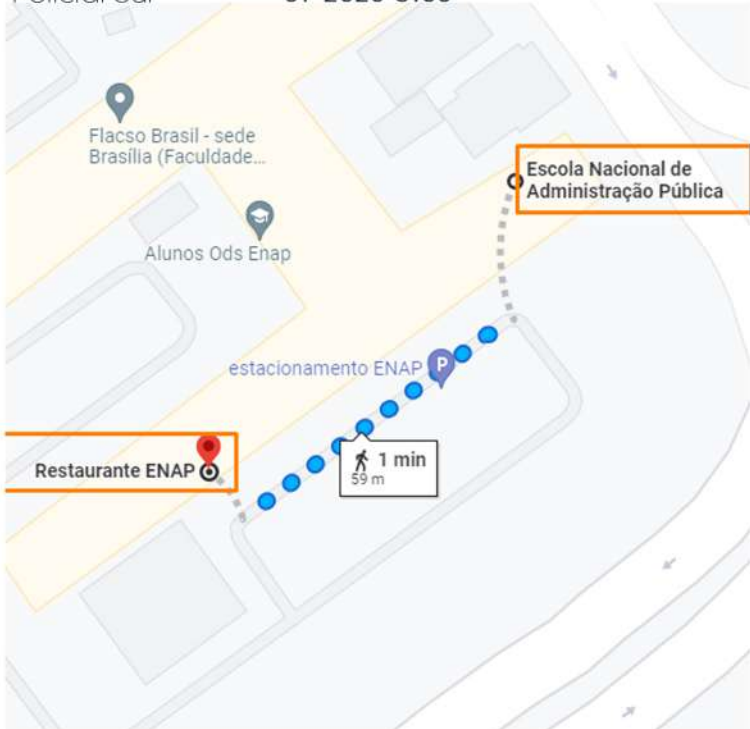 Flacso Brasil - sede
Brasília (Faculdade...
Escola Nacional de
Administração Pública
Alunos Ods Enap
estacionamento ENAP
P
Restaurante ENAP
1 min
59 m